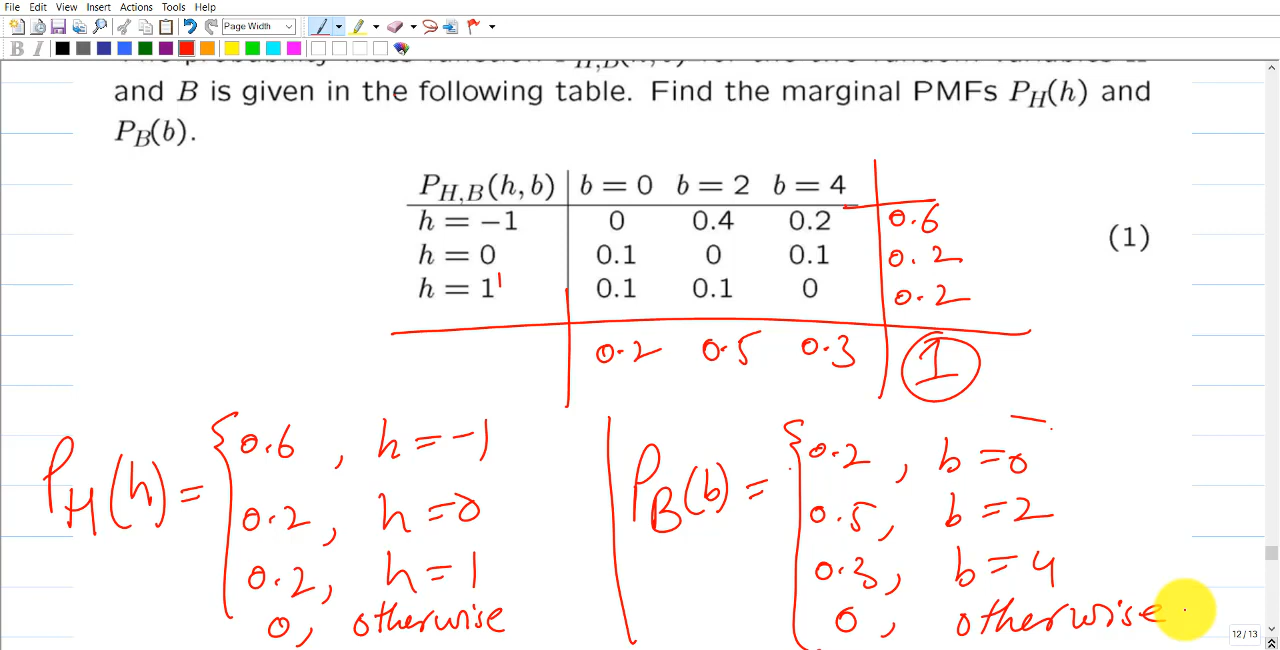 File Edit View Insert Actions Tools Help
Page Width
B I
and B is given in the following table. Find the marginal PMFs P_H(h) and
P_B(b).
P_{H,B}(h, b) b = 0 b = 2 b = 4
h = −1 0 0.4 0.2 0.6
h = 0 0.1 0 0.1 0.2
h = 1 0.1 0.1 0 0.2
(1)
0.2 0.5 0.3 1
P_H(h) = { 0.6, h = -1
0.2, h = 0
0.2, h = 1
0, otherwise
P_B(b) = { 0.2, b = 0
0.5, b = 2
0.3, b = 4
0, otherwise
12 / 13